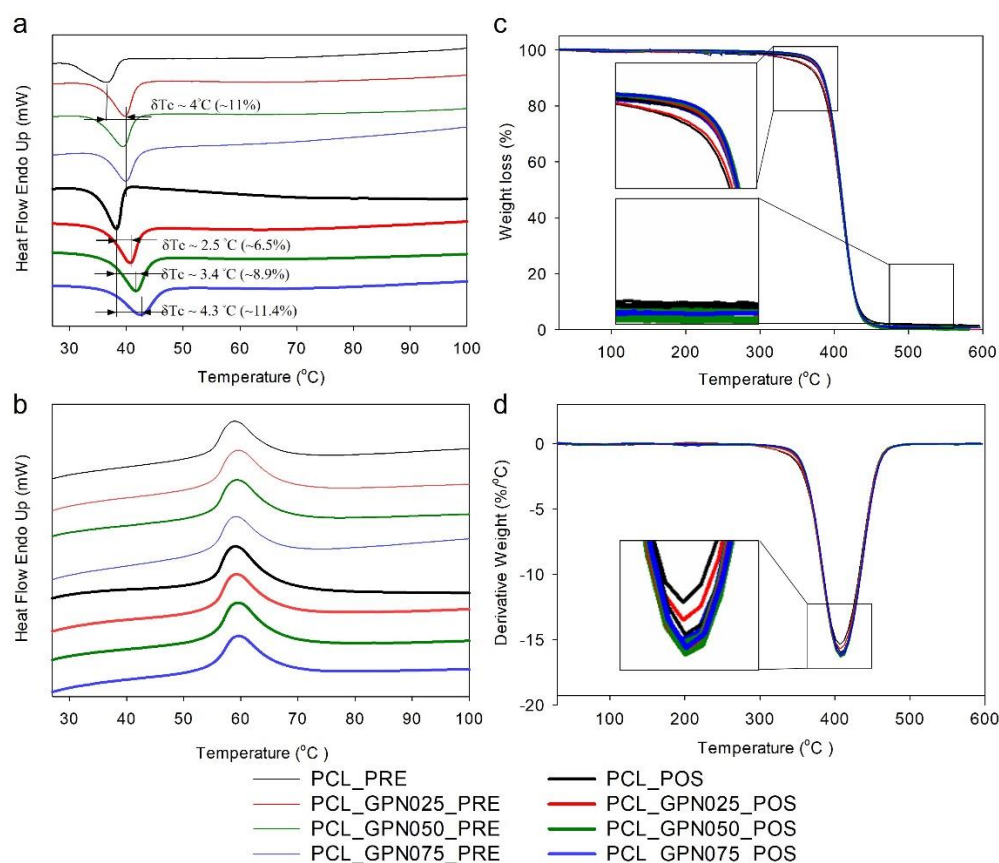 a
Heat Flow Endo Up (mW)
δTc ~ 4°C (~11%)
δTc ~ 2.5 °C (~6.5%)
δTc ~ 3.4 °C (~8.9%)
δTc ~ 4.3 °C (~11.4%)
30 40 50 60 70 80 90 100
Temperature (°C )
c
Weight loss (%)
100
80
60
40
20
0
100 200 300 400 500 600
Temperature (°C )
b
Heat Flow Endo Up (mW)
30 40 50 60 70 80 90 100
Temperature (°C )
d
Derivative Weight (%/°C)
0
-5
-10
-15
-20
100 200 300 400 500 600
Temperature (°C )
PCL_PRE
PCL_GPN025_PRE
PCL_GPN050_PRE
PCL_GPN075_PRE
PCL_POS
PCL_GPN025_POS
PCL_GPN050_POS
PCL_GPN075_POS